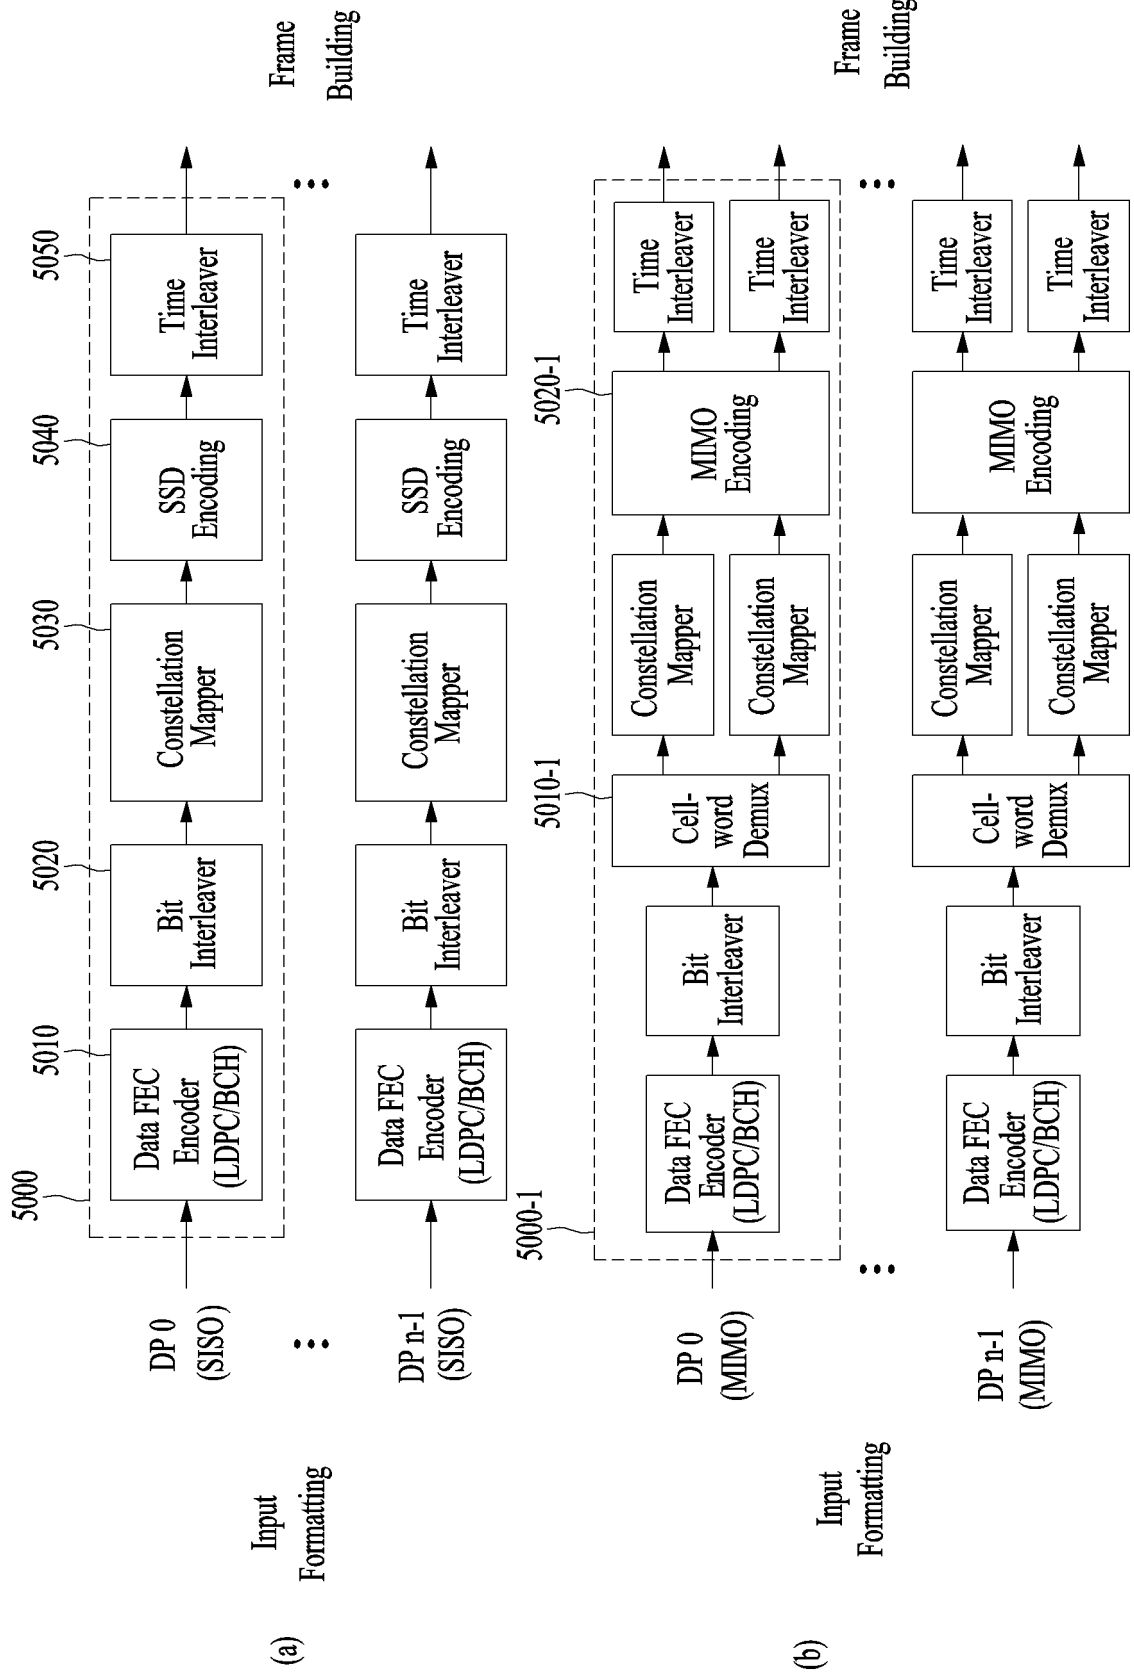 (a)
Input
Formatting
DP 0
(SISO)
5000
5010
Data FEC
Encoder
(LDPC/BCH)
5020
Bit
Interleaver
5030
Constellation
Mapper
5040
SSD
Encoding
5050
Time
Interleaver
Frame
Building
DP n-1
(SISO)
Data FEC
Encoder
(LDPC/BCH)
Bit
Interleaver
Constellation
Mapper
SSD
Encoding
Time
Interleaver
(b)
Input
Formatting
DP 0
(MIMO)
5000-1
Data FEC
Encoder
(LDPC/BCH)
Bit
Interleaver
5010-1
Cell-
word
Demux
Constellation
Mapper
Constellation
Mapper
5020-1
MIMO
Encoding
Time
Interleaver
Time
Interleaver
Frame
Building
DP n-1
(MIMO)
Data FEC
Encoder
(LDPC/BCH)
Bit
Interleaver
Cell-
word
Demux
Constellation
Mapper
Constellation
Mapper
MIMO
Encoding
Time
Interleaver
Time
Interleaver